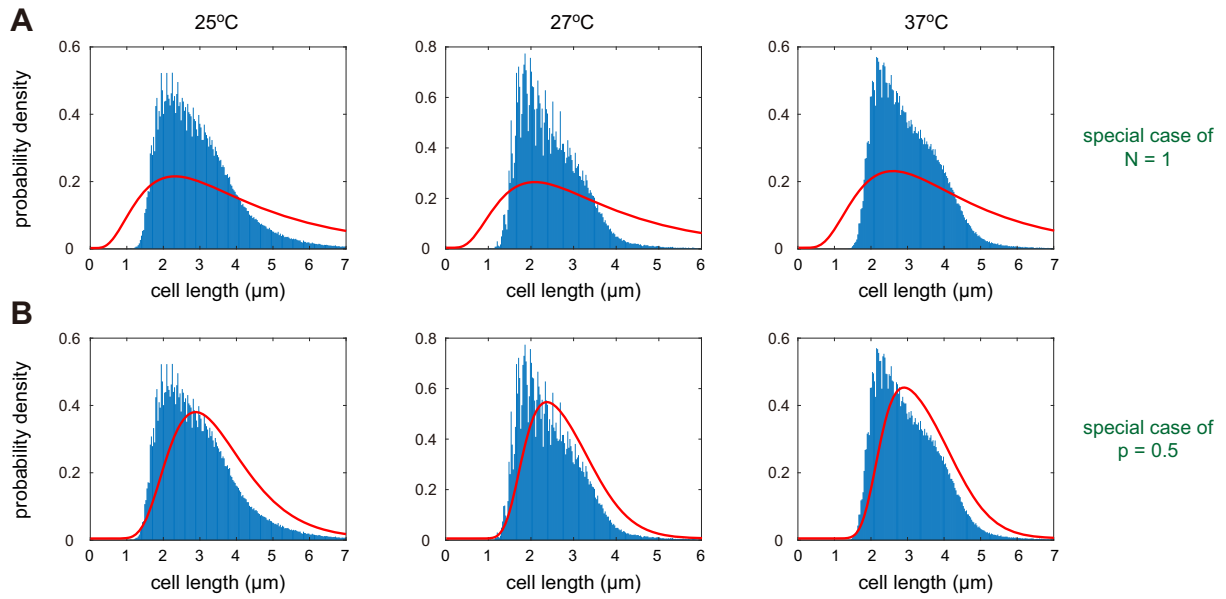 A
25ºC
27ºC
37ºC
probability density
0.6
0.4
0.2
0
0 1 2 3 4 5 6 7
cell length (µm)
0.8
0.6
0.4
0.2
0
0 1 2 3 4 5 6
cell length (µm)
0.6
0.4
0.2
0
0 1 2 3 4 5 6 7
cell length (µm)
special case of
N = 1
B
probability density
0.6
0.4
0.2
0
0 1 2 3 4 5 6 7
cell length (µm)
0.8
0.6
0.4
0.2
0
0 1 2 3 4 5 6
cell length (µm)
0.6
0.4
0.2
0
0 1 2 3 4 5 6 7
cell length (µm)
special case of
p = 0.5